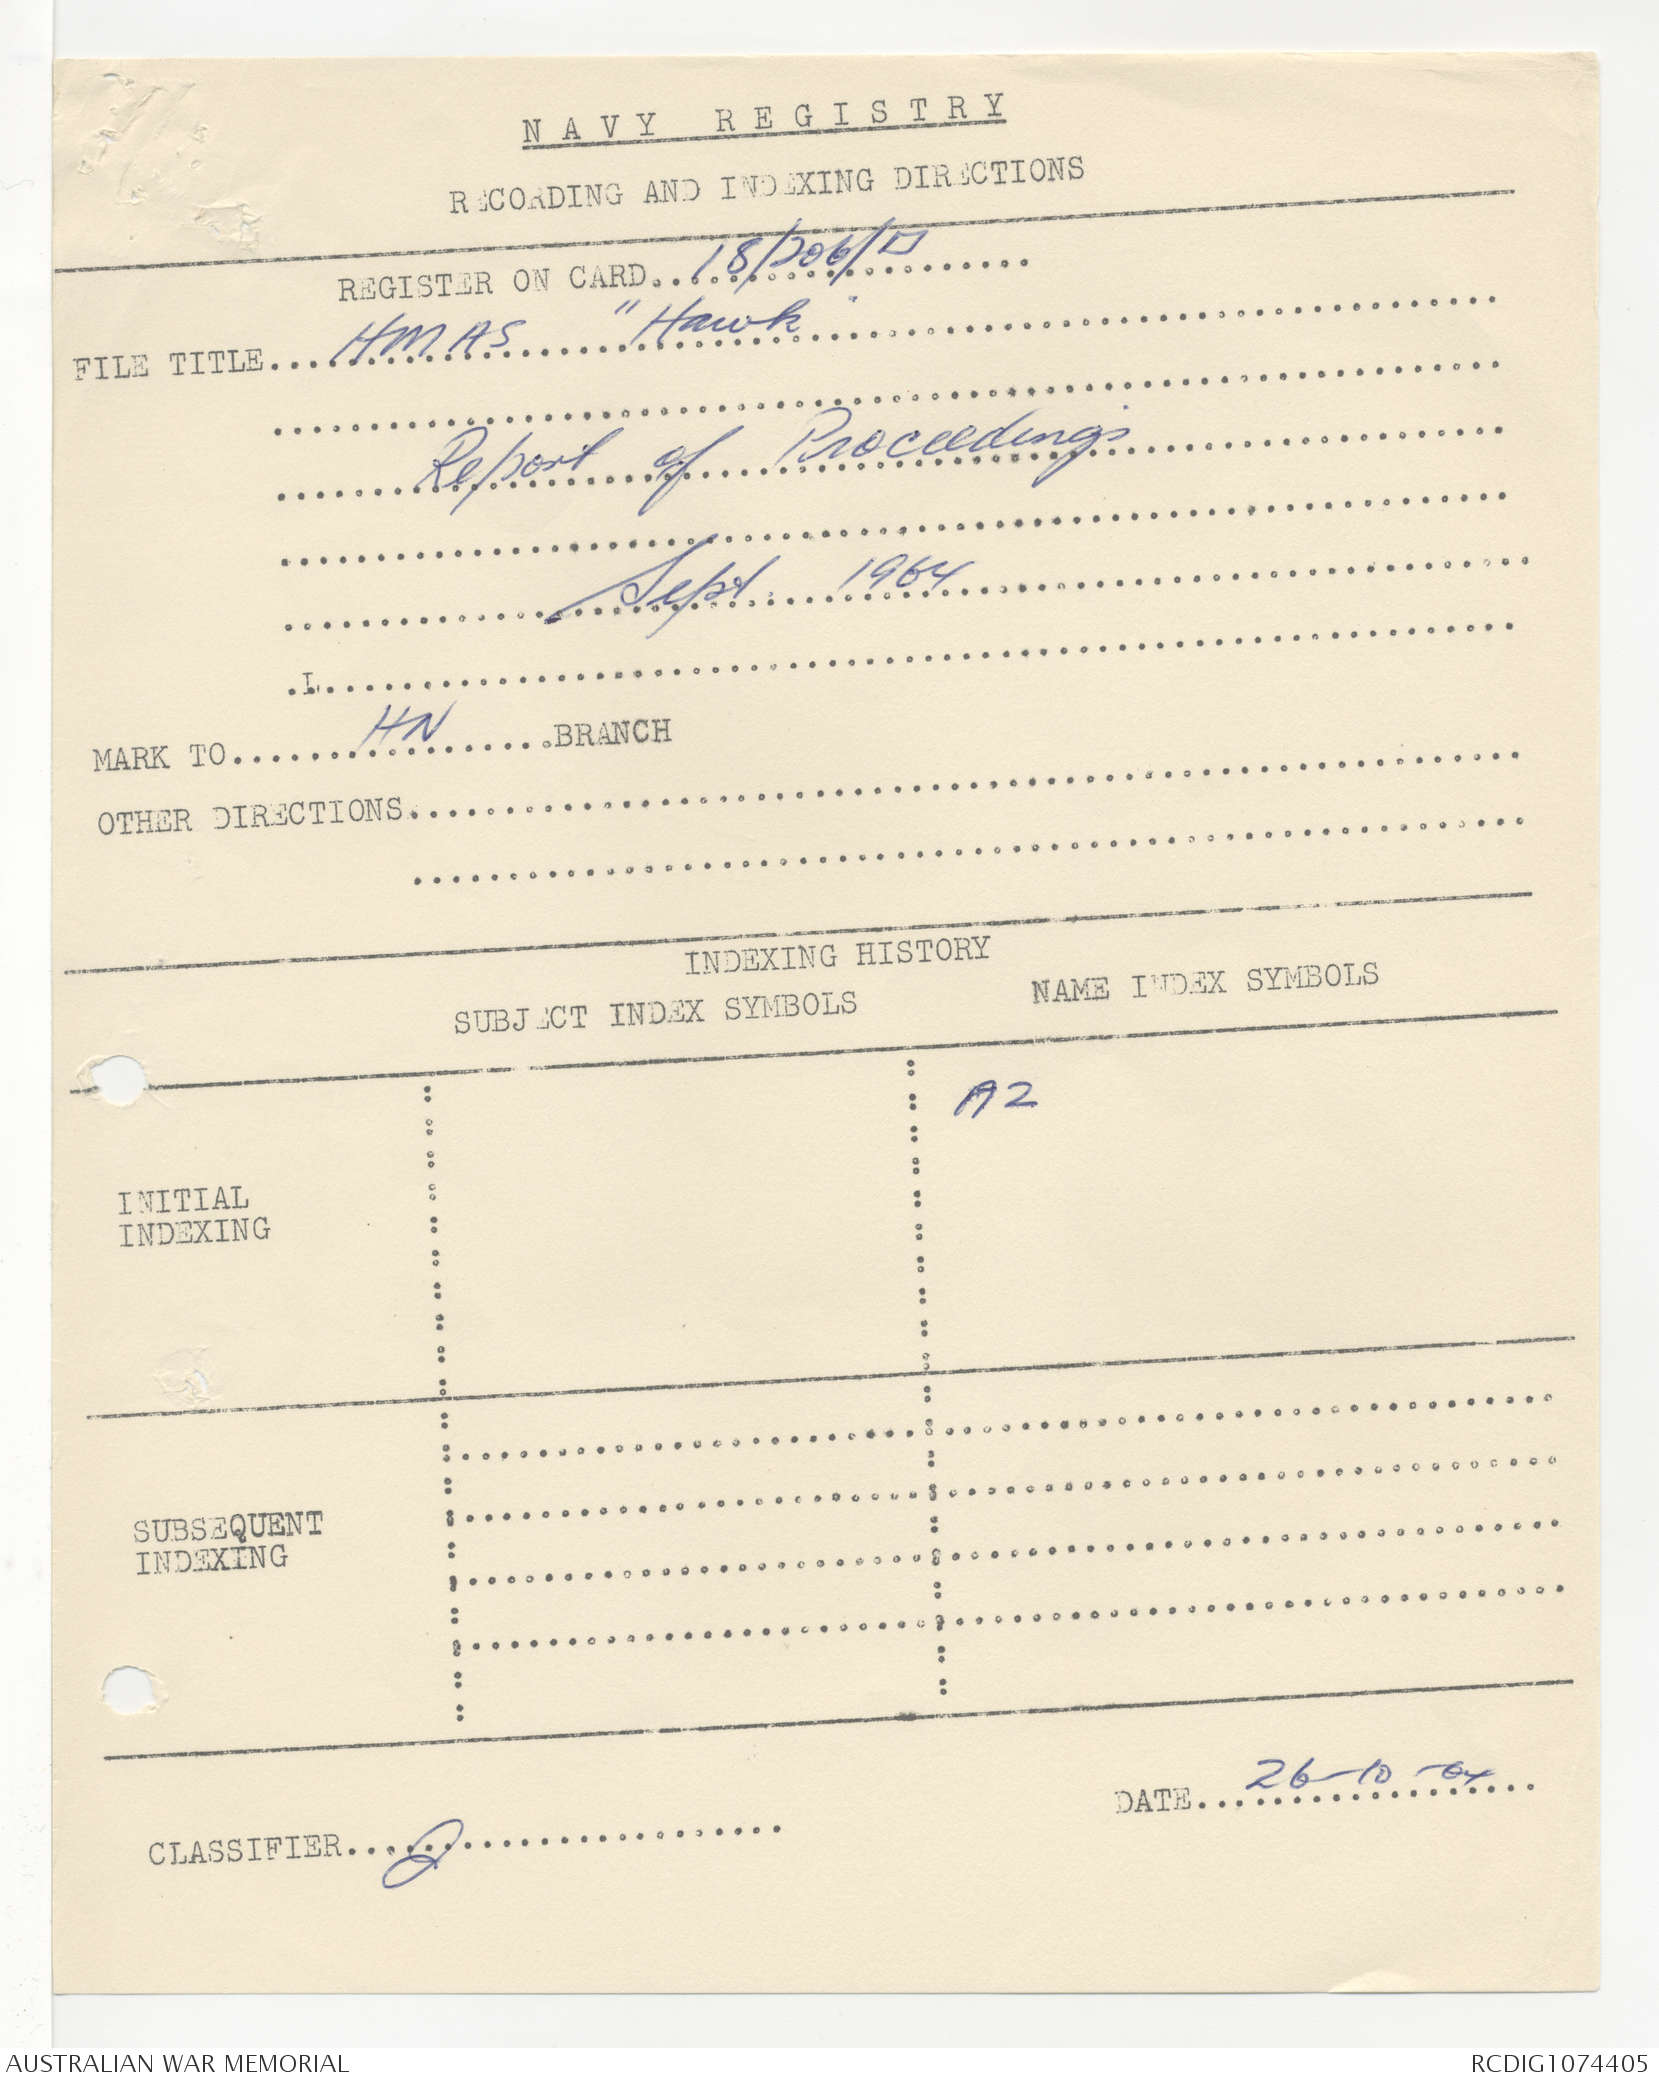 NAVY REGISTRY
RECORDING AND INDEXING DIRECTIONS
REGISTER ON CARD..18/206/□
FILE TITLE....HMAS "Hawk"
Report of Proceedings
Sept. 1964
.L.
MARK TO....HN....BRANCH
OTHER DIRECTIONS....
INDEXING HISTORY
SUBJECT INDEX SYMBOLS NAME INDEX SYMBOLS
A2
INITIAL
INDEXING
SUBSEQUENT
INDEXING
DATE..26-10-64
CLASSIFIER....
AUSTRALIAN WAR MEMORIAL RCDIG1074405